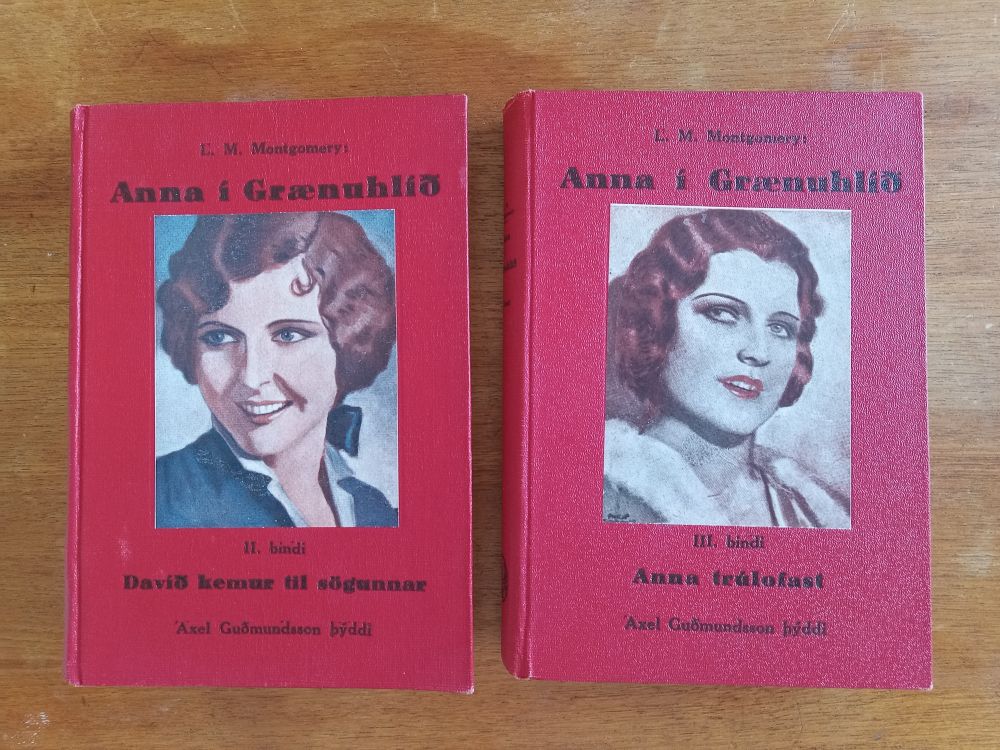 L. M. Montgomery:
Anna í Grænuhlíð
II. bindi
Davíð kemur til sögunnar
Axel Guðmundsson þýddi
L. M. Montgomery:
Anna í Grænuhlíð
III. bindi
Anna trúlofast
Axel Guðmundsson þýddi